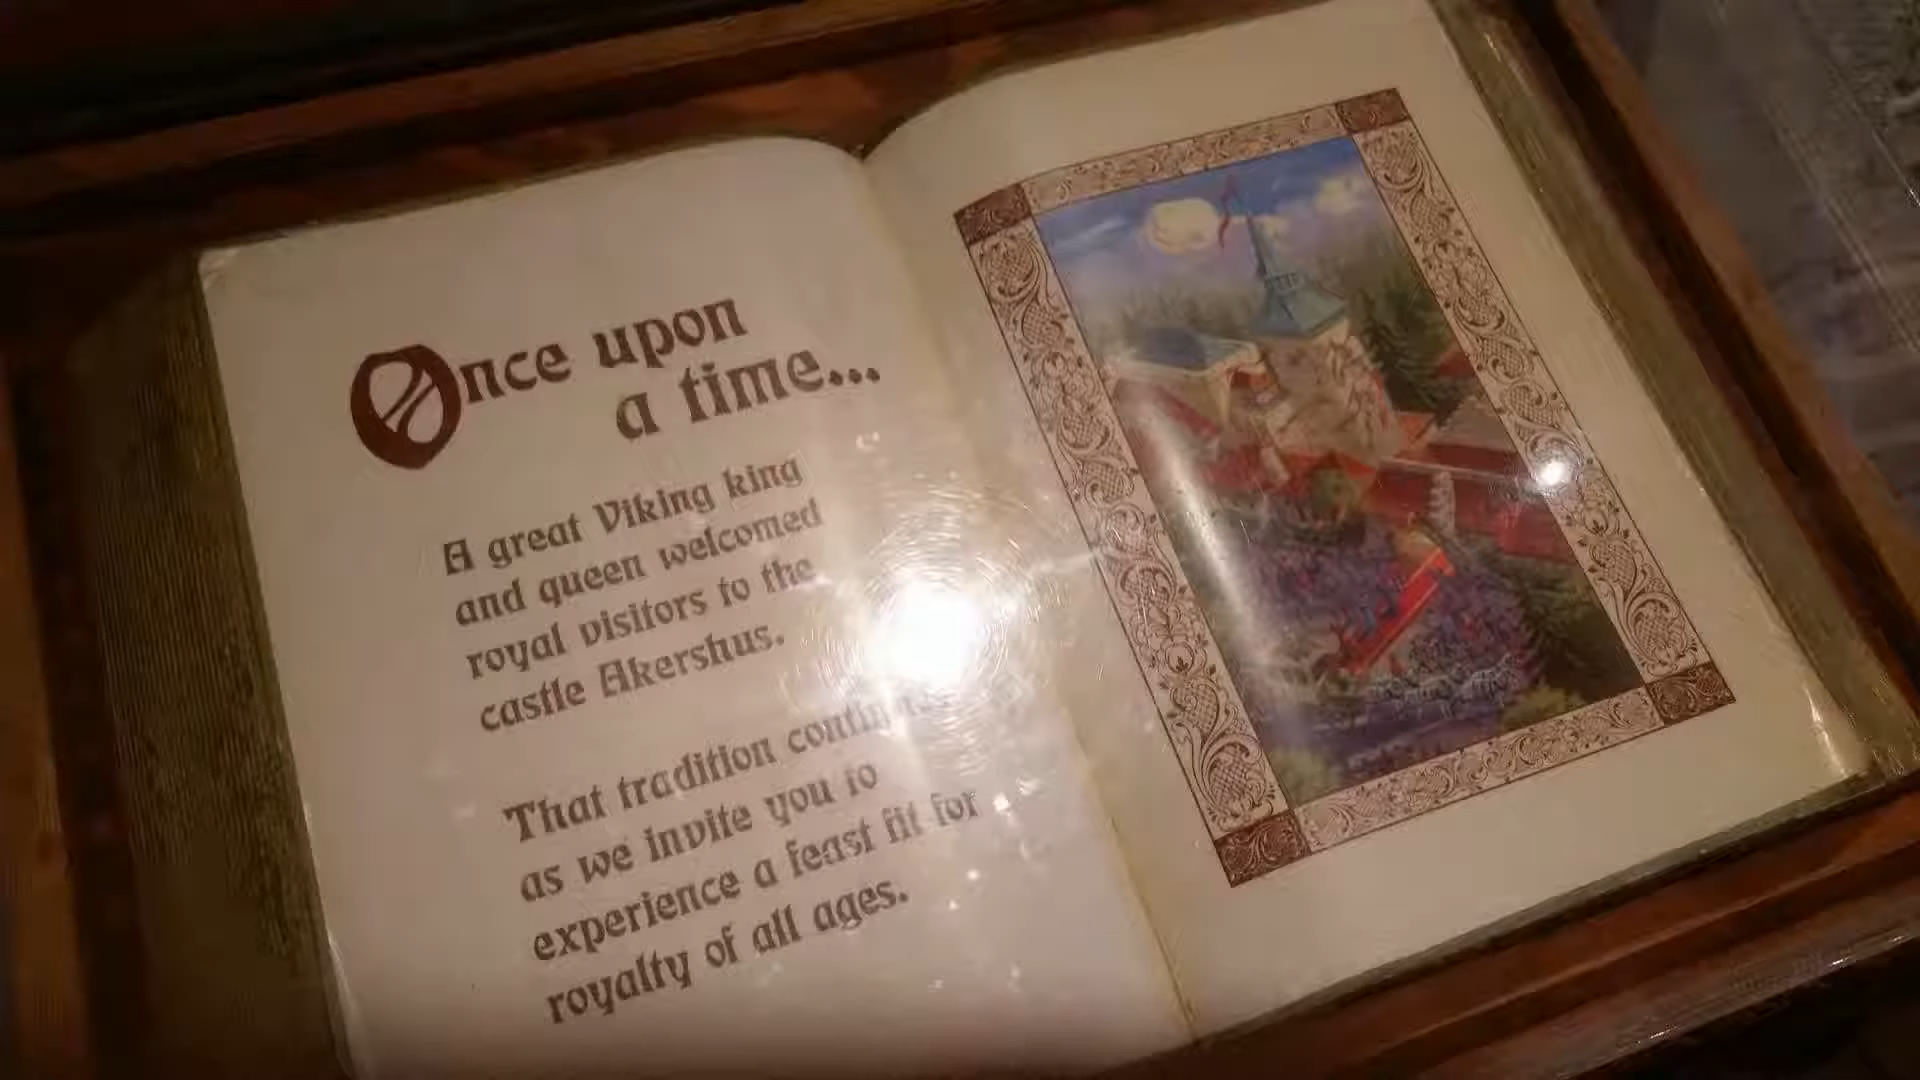 Once upon
a time...
A great Viking king
and queen welcomed
royal visitors to the
castle Akershus.
That tradition continues
as we invite you to
experience a feast fit for
royalty of all ages.